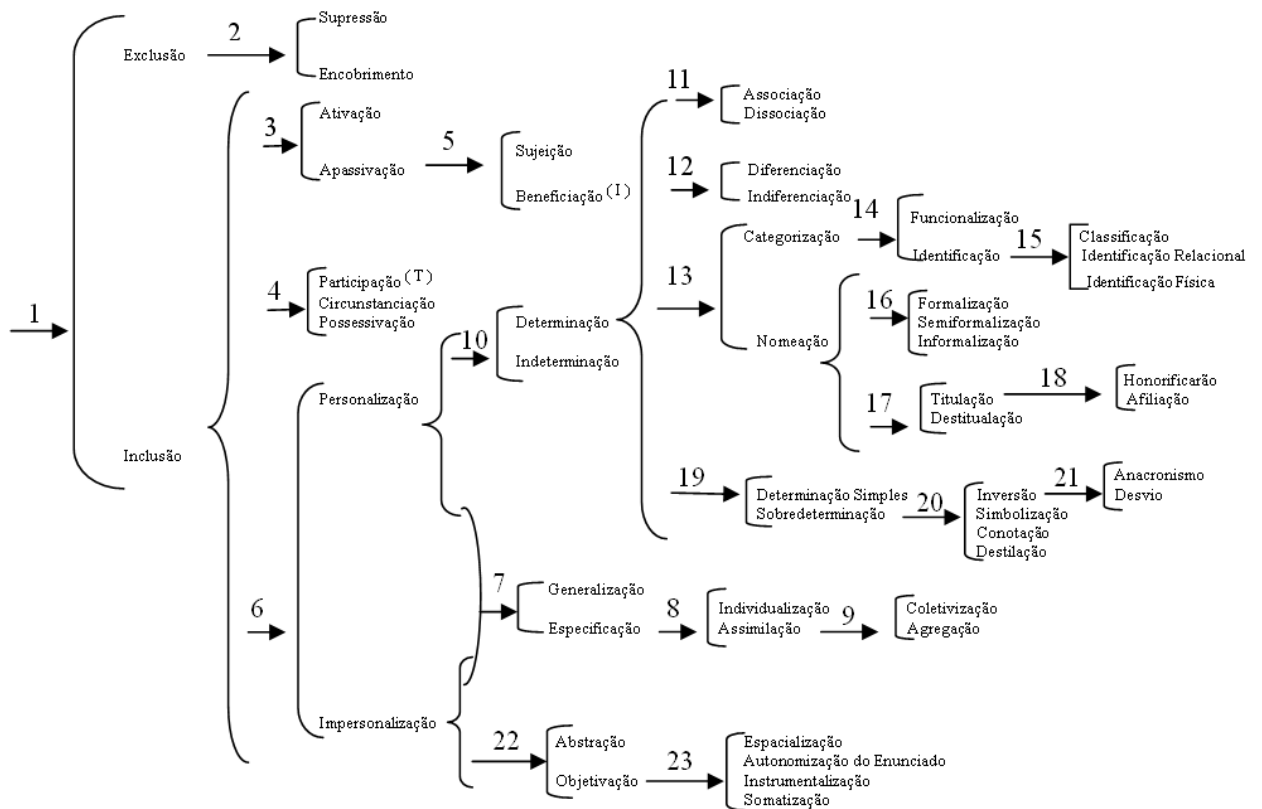 1
Exclusão
2
Supressão
Encobrimento
Inclusão
3
Ativação
Apassivação
5
Sujeição
Beneficiação (I)
4
Participação (T)
Circunstanciação
Possessivação
6
Personalização
Impersonalização
10
Determinação
Indeterminação
11
Associação
Dissociação
12
Diferenciação
Indiferenciação
13
Categorização
Nomeação
14
Funcionalização
Identificação
15
Classificação
Identificação Relacional
Identificação Física
16
Formalização
Semiformalização
Informalização
17
Titulação
Destitualação
18
Honorificarão
Afiliação
19
Determinação Simples
Sobredeterminação
20
Inversão
Simbolização
Conotação
Destilação
21
Anacronismo
Desvio
7
Generalização
Especificação
8
Individualização
Assimilação
9
Coletivização
Agregação
22
Abstração
Objetivação
23
Espacialização
Autonomização do Enunciado
Instrumentalização
Somatização